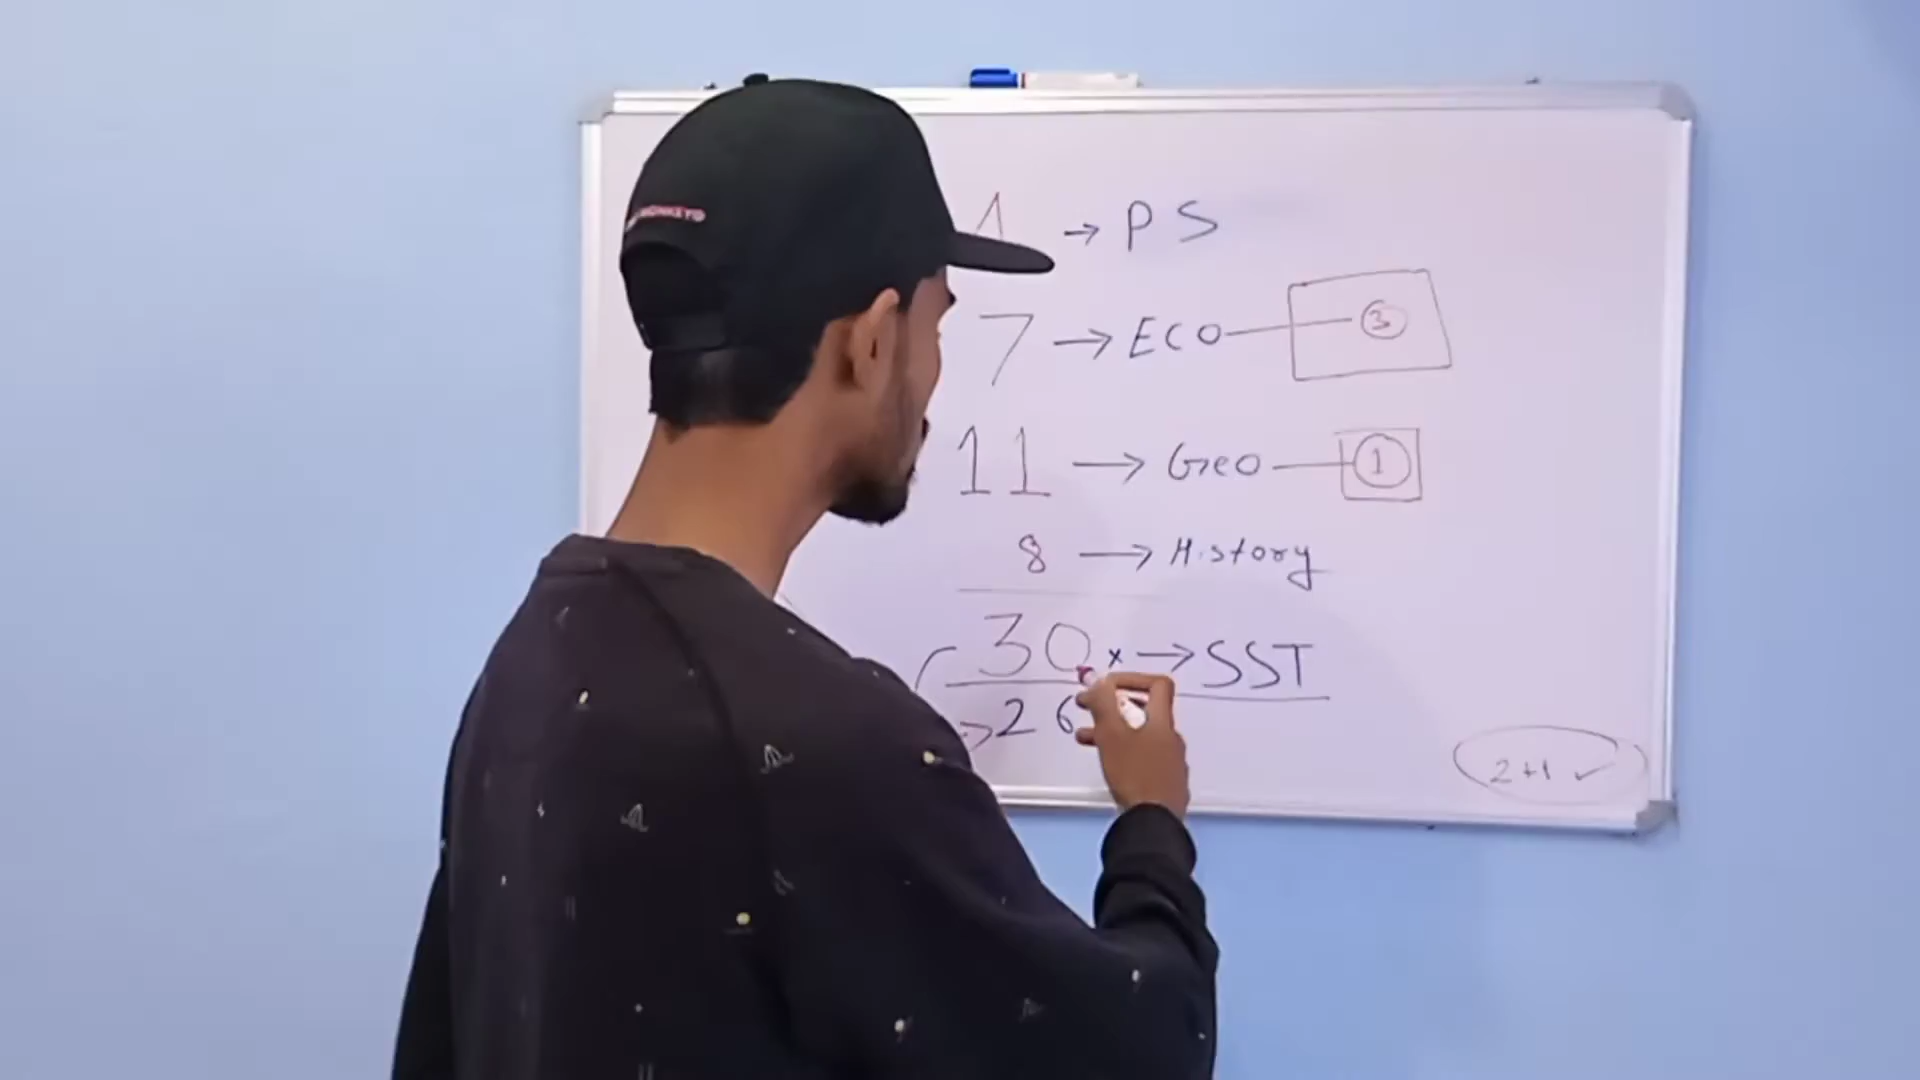 → PS
7 → ECO — 3
11 → Geo — 1
8 → History
30 x → SST
→ 26
2+1 ✓